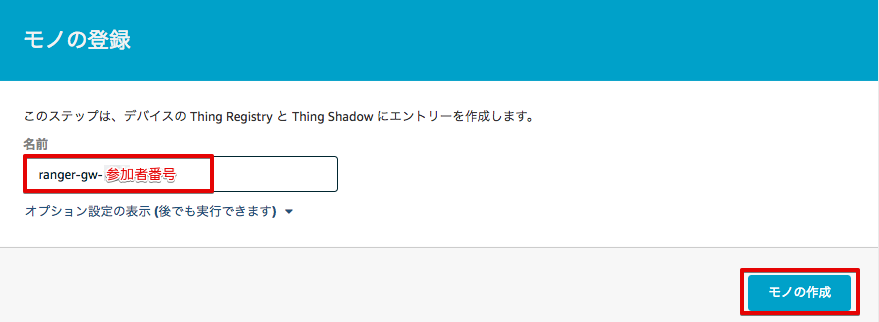 モノの登録
このステップは、デバイスの Thing Registry と Thing Shadow にエントリーを作成します。
名前
ranger-gw-参加者番号
オプション設定の表示 (後でも実行できます)
モノの作成